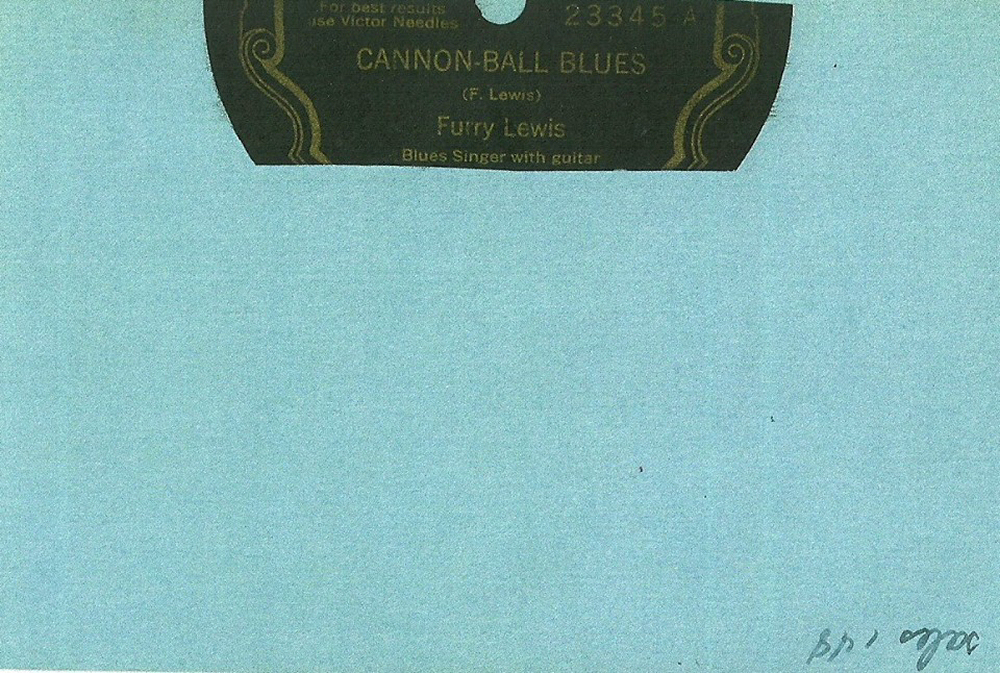 For best results
use Victor Needles
23345-A
CANNON-BALL BLUES
(F. Lewis)
Furry Lewis
Blues Singer with guitar